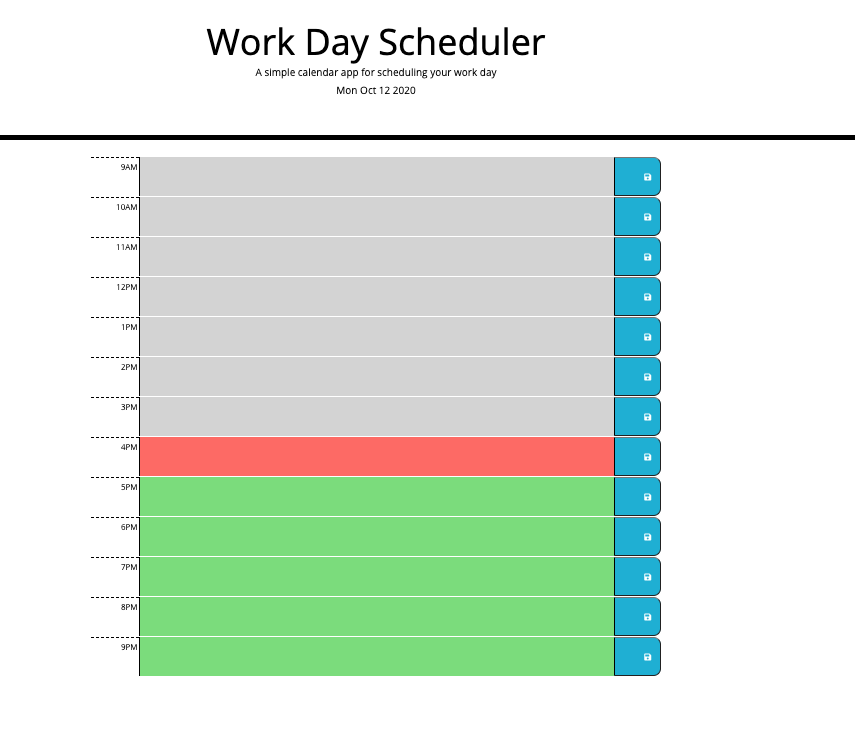 Work Day Scheduler
A simple calendar app for scheduling your work day
Mon Oct 12 2020
9AM
10AM
11AM
12PM
1PM
2PM
3PM
4PM
5PM
6PM
7PM
8PM
9PM